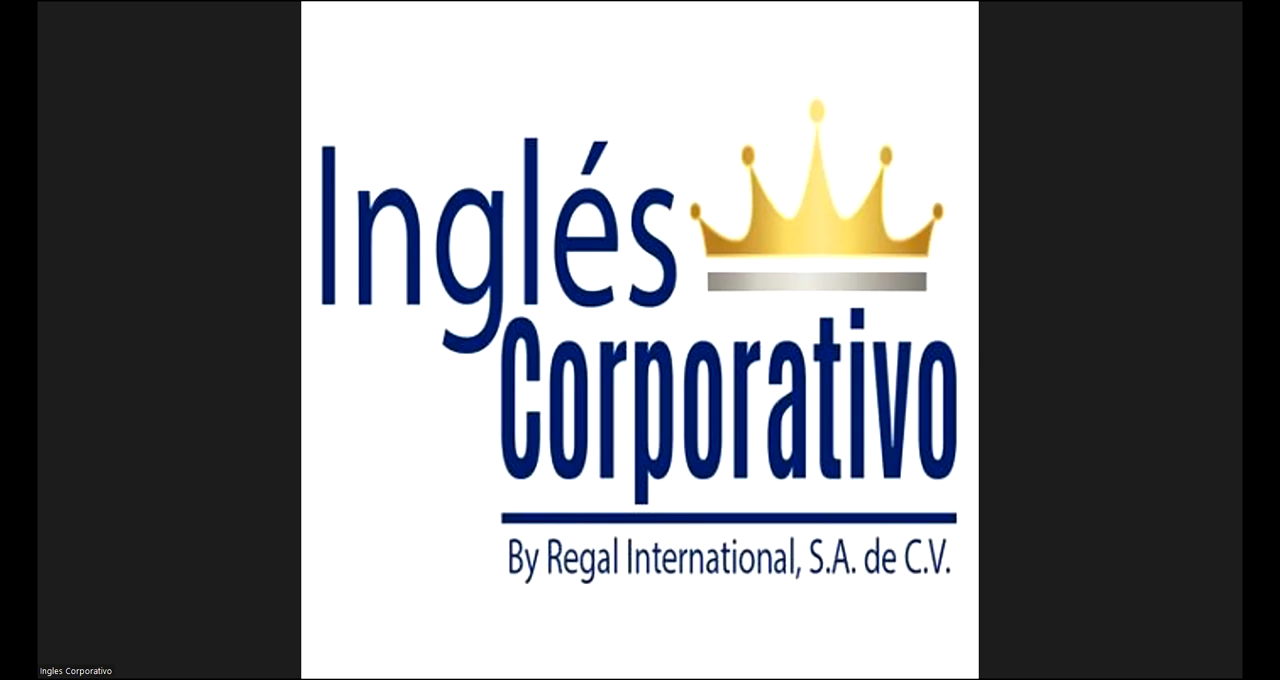 Inglés
Corporativo
By Regal International, S.A. de C.V.
Ingles Corporativo